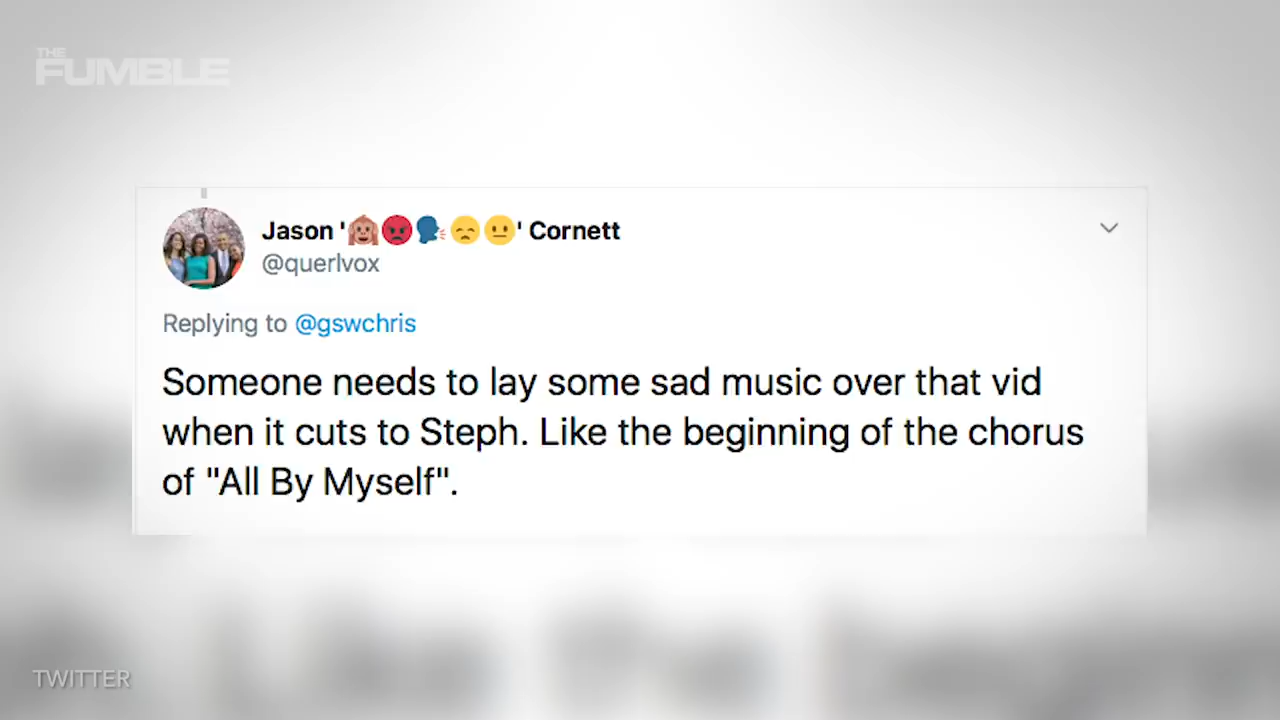 THE
FUMBLE
Jason '🙉😡🗣️😞😐' Cornett
@querlvox
Replying to @gswchris
Someone needs to lay some sad music over that vid
when it cuts to Steph. Like the beginning of the chorus
of "All By Myself".
TWITTER